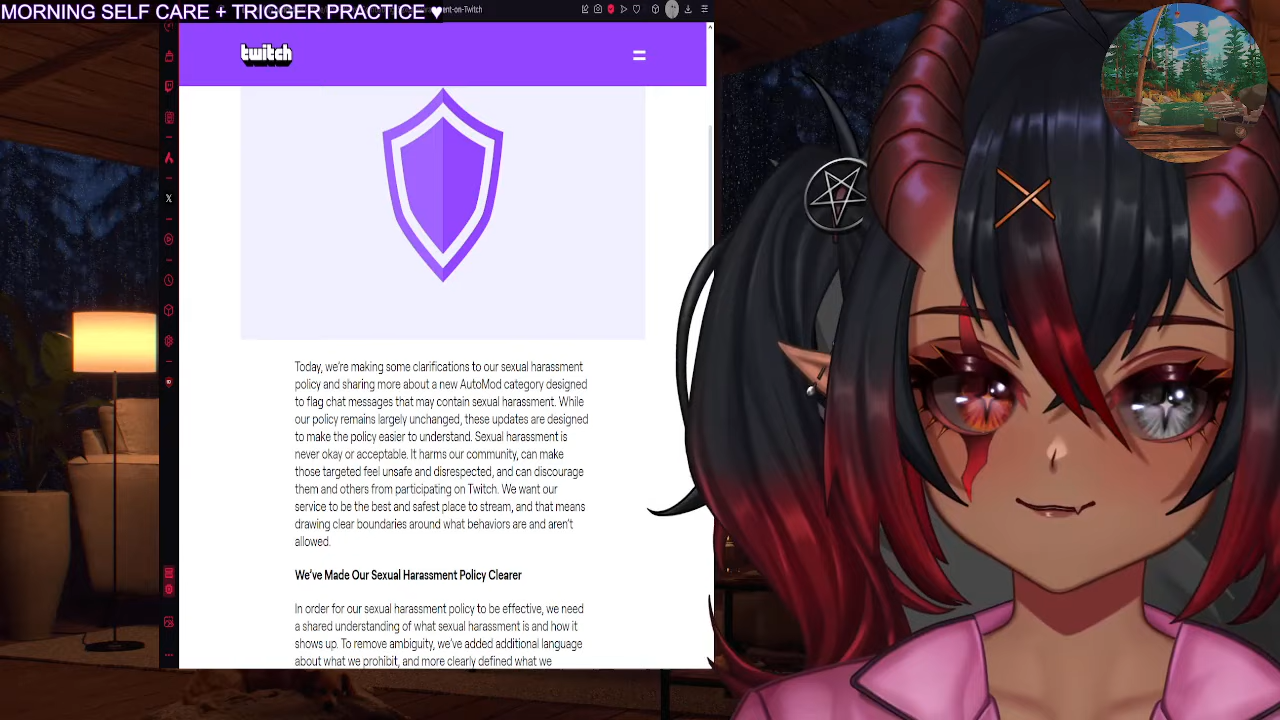 MORNING SELF CARE + TRIGGER PRACTICE ♥
ent-on-Twitch
twitch
Today, we're making some clarifications to our sexual harassment
policy and sharing more about a new AutoMod category designed
to flag chat messages that may contain sexual harassment. While
our policy remains largely unchanged, these updates are designed
to make the policy easier to understand. Sexual harassment is
never okay or acceptable. It harms our community, can make
those targeted feel unsafe and disrespected, and can discourage
them and others from participating on Twitch. We want our
service to be the best and safest place to stream, and that means
drawing clear boundaries around what behaviors are and aren't
allowed.
We've Made Our Sexual Harassment Policy Clearer
In order for our sexual harassment policy to be effective, we need
a shared understanding of what sexual harassment is and how it
shows up. To remove ambiguity, we've added additional language
about what we prohibit, and more clearly defined what we